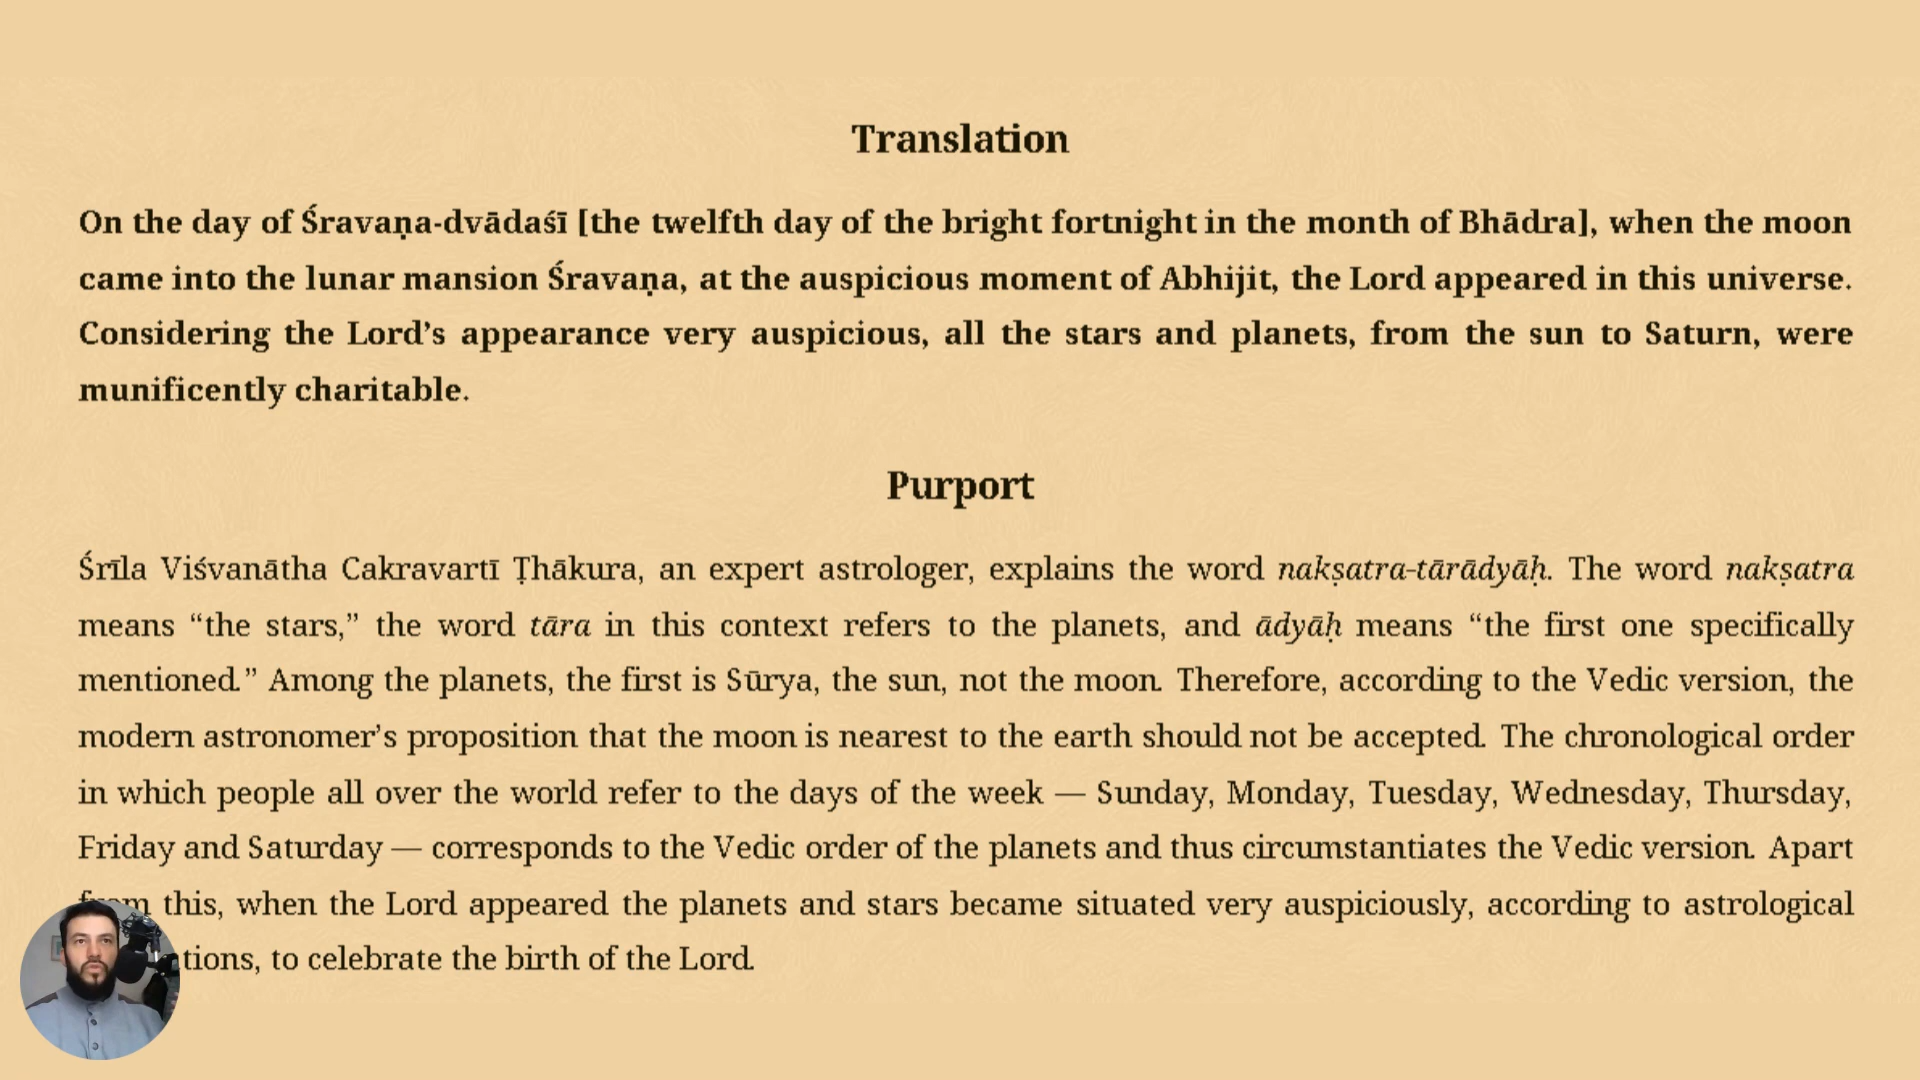 Translation
On the day of Śravaṇa-dvādaśī [the twelfth day of the bright fortnight in the month of Bhādra], when the moon
came into the lunar mansion Śravaṇa, at the auspicious moment of Abhijit, the Lord appeared in this universe.
Considering the Lord’s appearance very auspicious, all the stars and planets, from the sun to Saturn, were
munificently charitable.
Purport
Śrīla Viśvanātha Cakravartī Ṭhākura, an expert astrologer, explains the word nakṣatra-tārādyāḥ. The word nakṣatra
means “the stars,” the word tāra in this context refers to the planets, and ādyāḥ means “the first one specifically
mentioned.” Among the planets, the first is Sūrya, the sun, not the moon. Therefore, according to the Vedic version, the
modern astronomer’s proposition that the moon is nearest to the earth should not be accepted. The chronological order
in which people all over the world refer to the days of the week — Sunday, Monday, Tuesday, Wednesday, Thursday,
Friday and Saturday — corresponds to the Vedic order of the planets and thus circumstantiates the Vedic version. Apart
from this, when the Lord appeared the planets and stars became situated very auspiciously, according to astrological
tions, to celebrate the birth of the Lord.